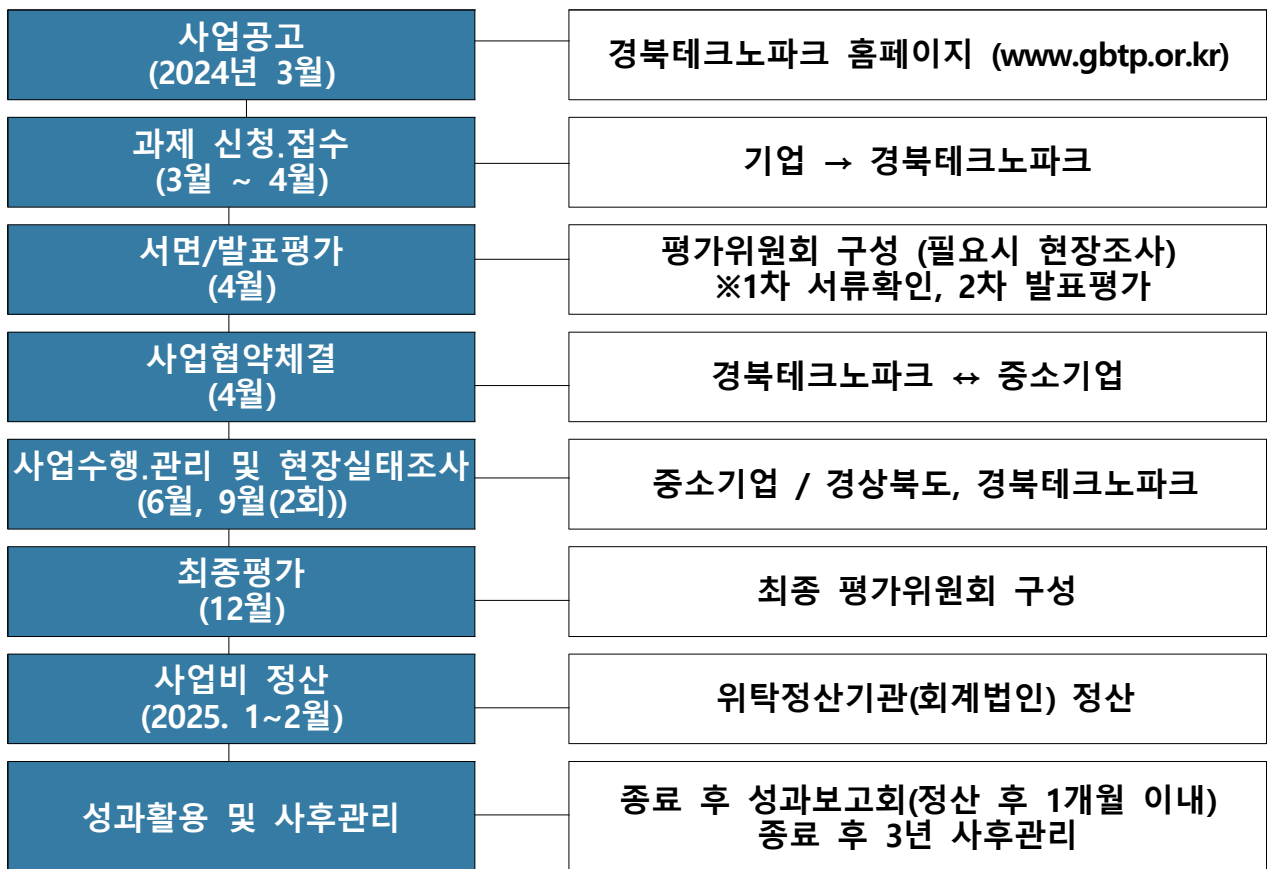 사업공고
(2024년 3월)
경북테크노파크 홈페이지 (www.gbtp.or.kr)
과제 신청.접수
(3월 ~ 4월)
기업 → 경북테크노파크
서면/발표평가
(4월)
평가위원회 구성 (필요시 현장조사)
※1차 서류확인, 2차 발표평가
사업협약체결
(4월)
경북테크노파크 ↔ 중소기업
사업수행.관리 및 현장실태조사
(6월, 9월(2회))
중소기업 / 경상북도, 경북테크노파크
최종평가
(12월)
최종 평가위원회 구성
사업비 정산
(2025. 1~2월)
위탁정산기관(회계법인) 정산
성과활용 및 사후관리
종료 후 성과보고회(정산 후 1개월 이내)
종료 후 3년 사후관리